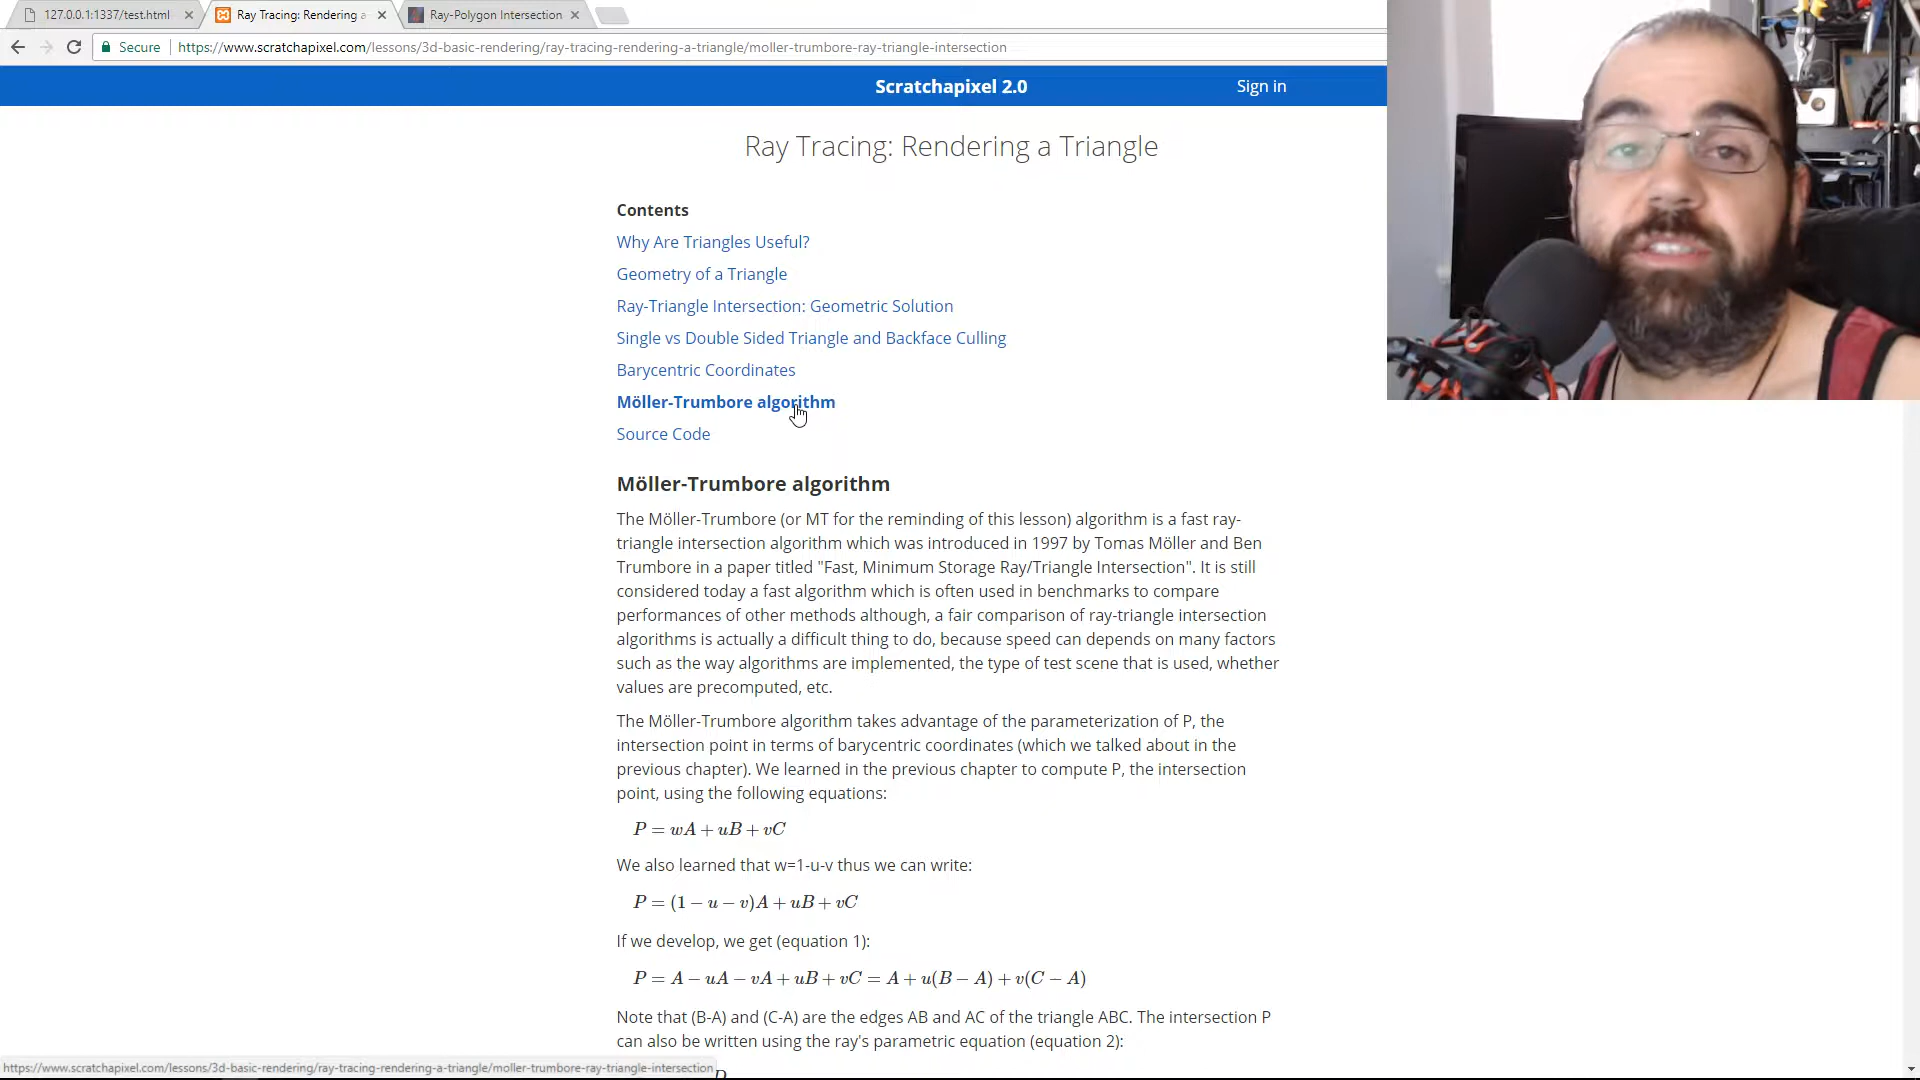 127.0.0.1:1337/test.html
Ray Tracing: Rendering a
Ray-Polygon Intersection
Secure
https://www.scratchapixel.com/lessons/3d-basic-rendering/ray-tracing-rendering-a-triangle/moller-trumbore-ray-triangle-intersection
Scratchapixel 2.0
Sign in
Ray Tracing: Rendering a Triangle
Contents
Why Are Triangles Useful?
Geometry of a Triangle
Ray-Triangle Intersection: Geometric Solution
Single vs Double Sided Triangle and Backface Culling
Barycentric Coordinates
Möller-Trumbore algorithm
Source Code
Möller-Trumbore algorithm
The Möller-Trumbore (or MT for the reminding of this lesson) algorithm is a fast ray-
triangle intersection algorithm which was introduced in 1997 by Tomas Möller and Ben
Trumbore in a paper titled "Fast, Minimum Storage Ray/Triangle Intersection". It is still
considered today a fast algorithm which is often used in benchmarks to compare
performances of other methods although, a fair comparison of ray-triangle intersection
algorithms is actually a difficult thing to do, because speed can depends on many factors
such as the way algorithms are implemented, the type of test scene that is used, whether
values are precomputed, etc.
The Möller-Trumbore algorithm takes advantage of the parameterization of P, the
intersection point in terms of barycentric coordinates (which we talked about in the
previous chapter). We learned in the previous chapter to compute P, the intersection
point, using the following equations:
P = wA + uB + vC
We also learned that w=1-u-v thus we can write:
P = (1 − u − v)A + uB + vC
If we develop, we get (equation 1):
P = A − uA − vA + uB + vC = A + u(B − A) + v(C − A)
Note that (B-A) and (C-A) are the edges AB and AC of the triangle ABC. The intersection P
can also be written using the ray's parametric equation (equation 2):
https://www.scratchapixel.com/lessons/3d-basic-rendering/ray-tracing-rendering-a-triangle/moller-trumbore-ray-triangle-intersection